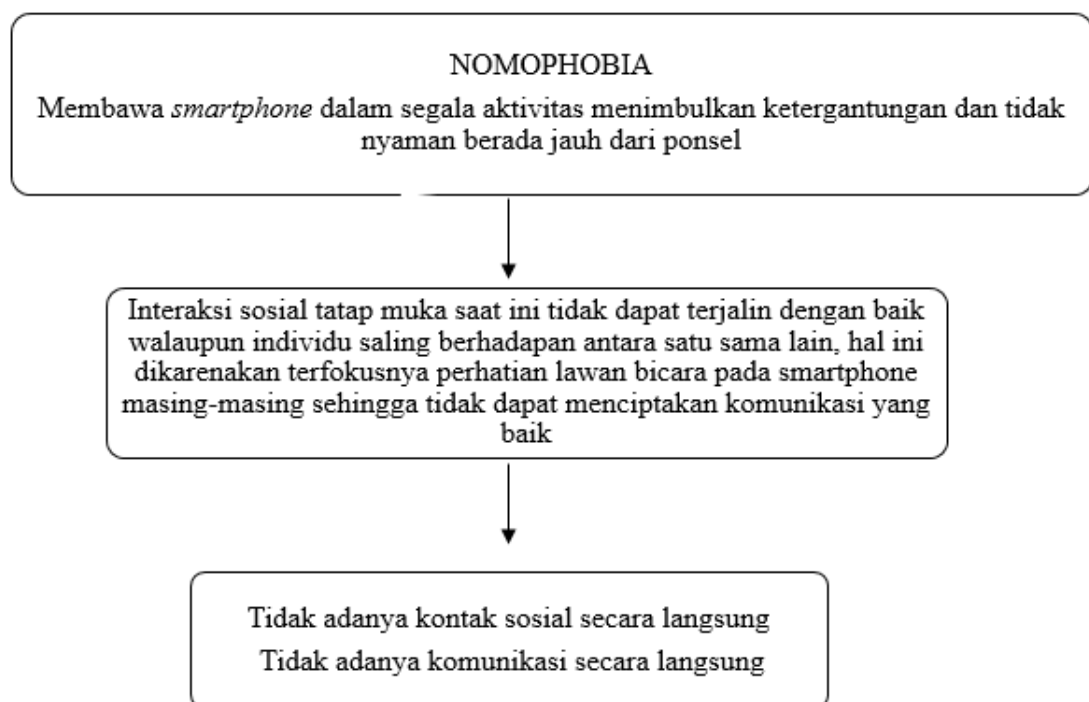 NOMOPHOBIA
Membawa smartphone dalam segala aktivitas menimbulkan ketergantungan dan tidak
nyaman berada jauh dari ponsel
Interaksi sosial tatap muka saat ini tidak dapat terjalin dengan baik
walaupun individu saling berhadapan antara satu sama lain, hal ini
dikarenakan terfokusnya perhatian lawan bicara pada smartphone
masing-masing sehingga tidak dapat menciptakan komunikasi yang
baik
Tidak adanya kontak sosial secara langsung
Tidak adanya komunikasi secara langsung